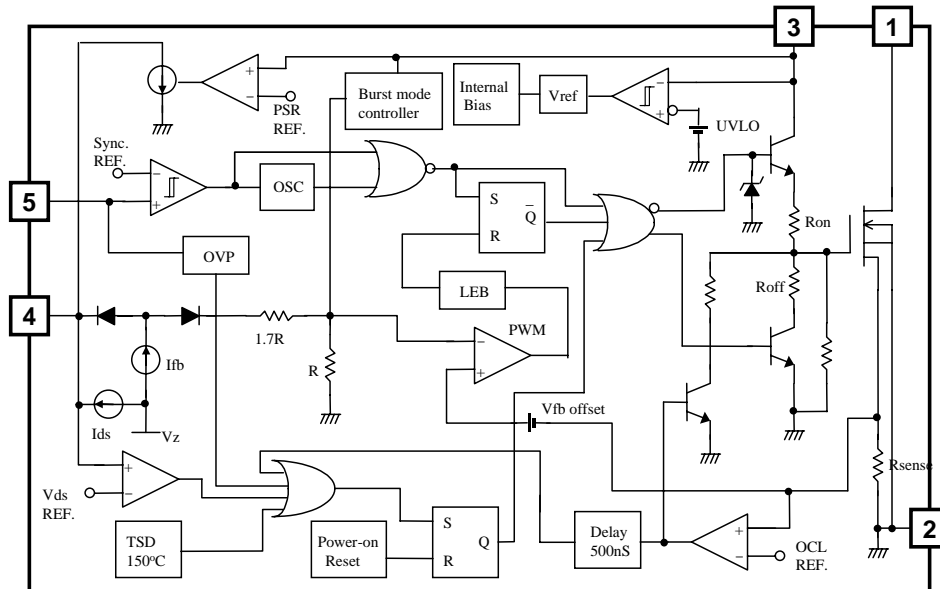 3
1
PSR
REF.
Burst mode
controller
Internal
Bias
Vref
UVLO
Sync.
REF.
5
OSC
S
Q
R
Ron
OVP
LEB
Roff
4
1.7R
PWM
R
Ifb
Ids
Vz
Vfb offset
Rsense
Vds
REF.
TSD
150°C
Power-on
Reset
S
Q
R
Delay
500nS
OCL
REF.
2
+
−
−
+
−
+
−
+
+
−
+
−